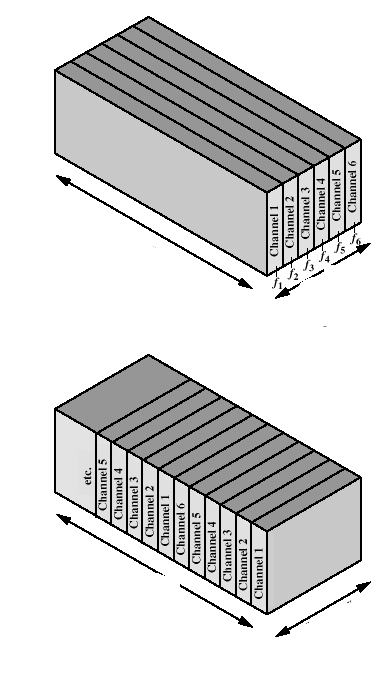 Channel 1
Channel 2
Channel 3
Channel 4
Channel 5
Channel 6
f1
f2
f3
f4
f5
f6
etc.
Channel 5
Channel 4
Channel 3
Channel 2
Channel 1
Channel 6
Channel 5
Channel 4
Channel 3
Channel 2
Channel 1